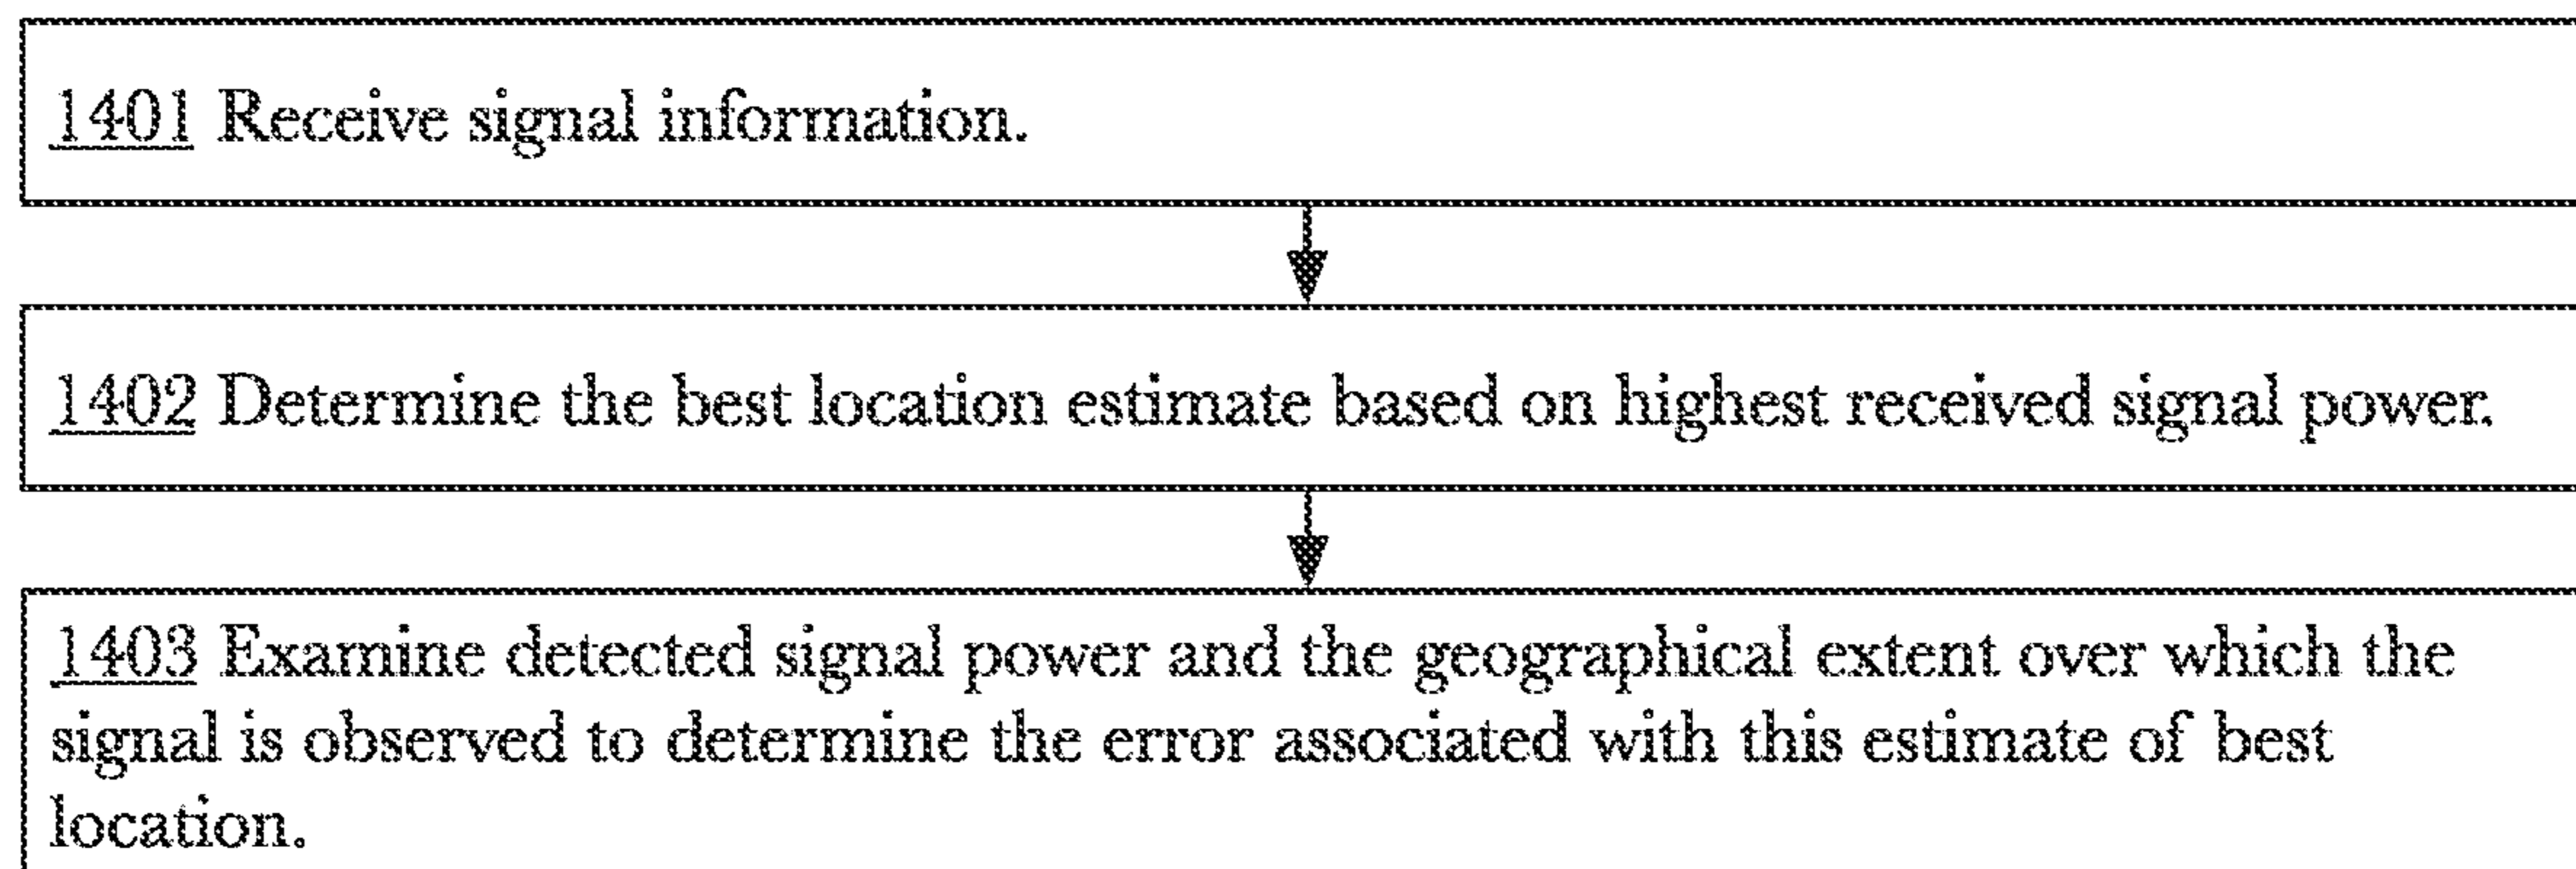 1401 Receive signal information.
1402 Determine the best location estimate based on highest received signal power.
1403 Examine detected signal power and the geographical extent over which the
signal is observed to determine the error associated with this estimate of best
location.